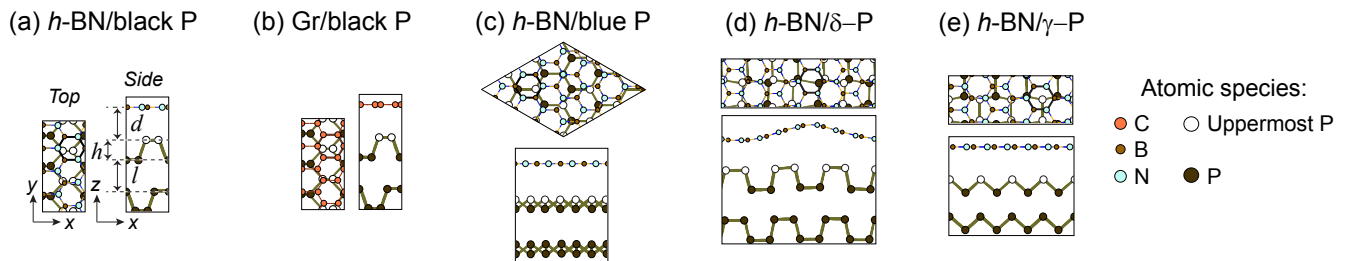 (a) h-BN/black P
(b) Gr/black P
(c) h-BN/blue P
(d) h-BN/δ–P
(e) h-BN/γ–P
Top
Side
d
h
l
y
x
z
x
Atomic species:
C
Uppermost P
B
N
P